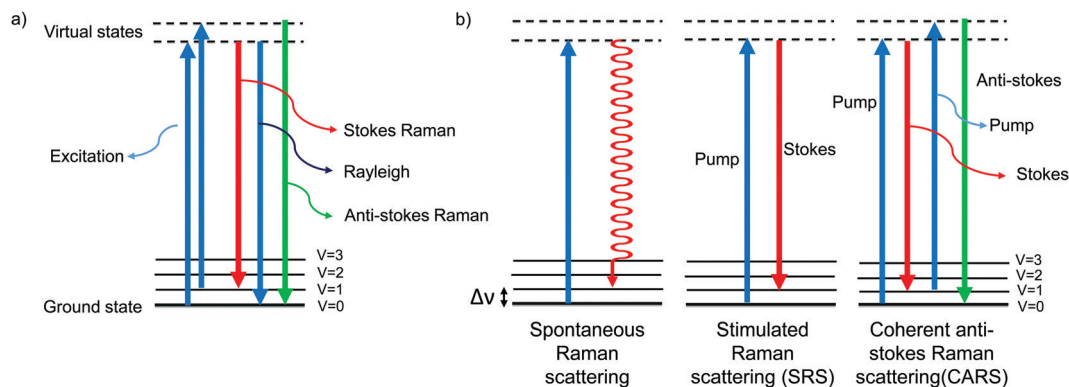 a)
Virtual states
Excitation
Stokes Raman
Rayleigh
Anti-stokes Raman
V=3
V=2
V=1
V=0
Ground state
b)
Pump
Stokes
Pump
Anti-stokes
Pump
Stokes
V=3
V=2
V=1
V=0
Δν
Spontaneous
Raman
scattering
Stimulated
Raman
scattering (SRS)
Coherent anti-
stokes Raman
scattering(CARS)